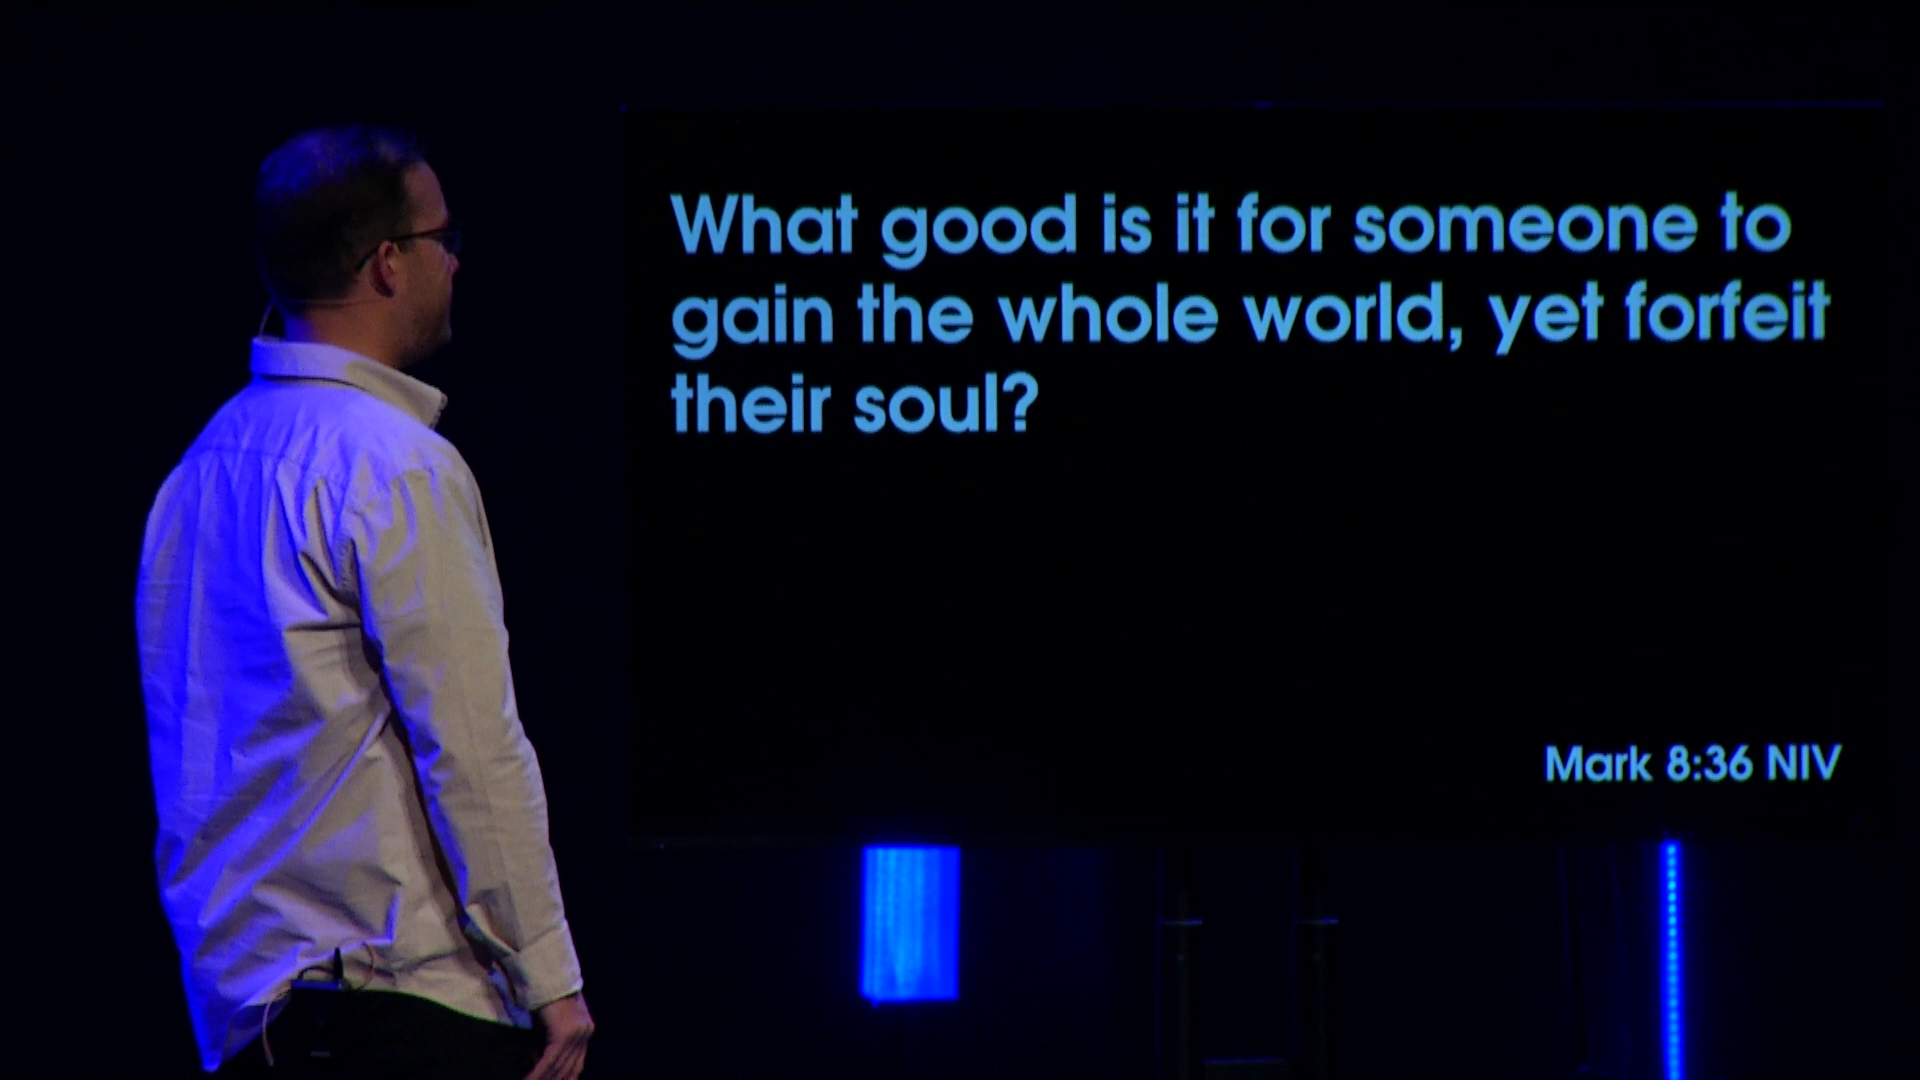 What good is it for someone to
gain the whole world, yet forfeit
their soul?
Mark 8:36 NIV